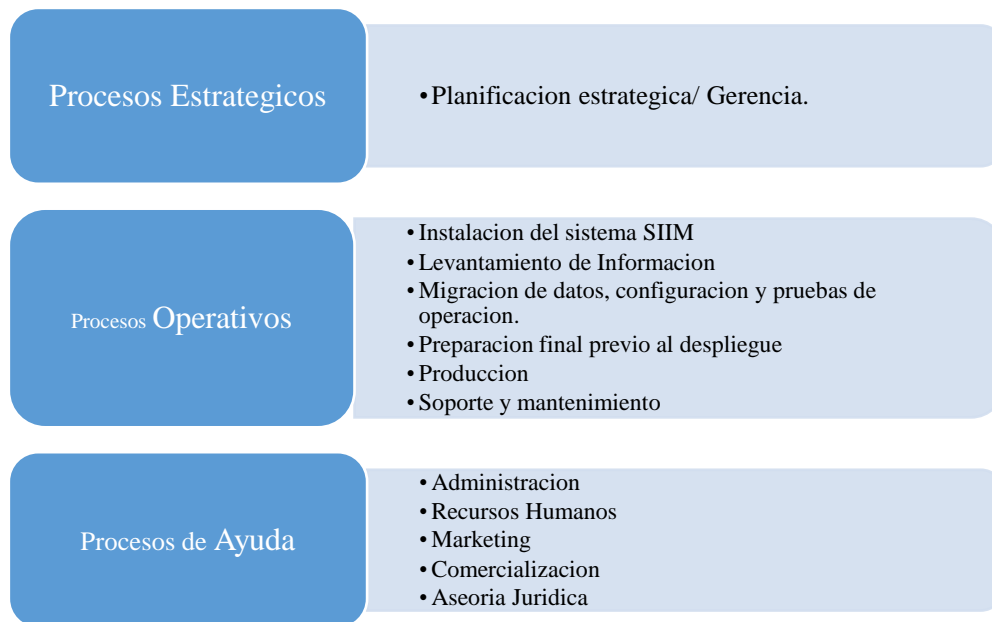 Procesos Estrategicos
•Planificacion estrategica/ Gerencia.
Procesos Operativos
•Instalacion del sistema SIIM
•Levantamiento de Informacion
•Migracion de datos, configuracion y pruebas de
operacion.
•Preparacion final previo al despliegue
•Produccion
•Soporte y mantenimiento
Procesos de Ayuda
•Administracion
•Recursos Humanos
•Marketing
•Comercializacion
•Aseoria Juridica